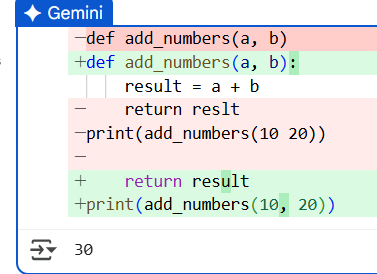 Gemini
-def add_numbers(a, b)
+def add_numbers(a, b):
    result = a + b
-    return reslt
-print(add_numbers(10 20))
-
+    return result
+print(add_numbers(10, 20))
30